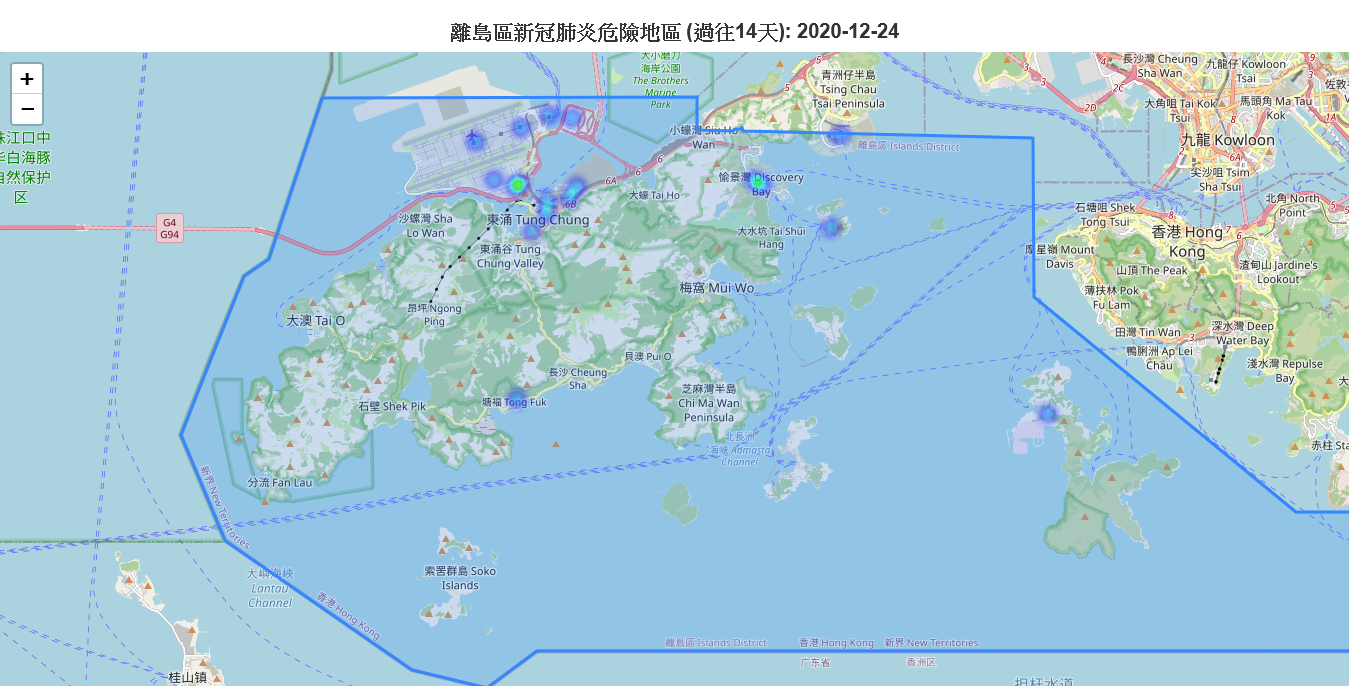 離島區新冠肺炎危險地區 (過往14天): 2020-12-24
+
−
大小磨刀
海岸公園
The Brothers
Marine
Park
青洲仔半島
Tsing Chau
Tsai Peninsula
長沙灣 Cheung
Sha Wan
九龍仔 Kowloon
Tsai
3
3
2C
2D
3
大角咀 Tai Kok
Tsui
馬頭角 Ma Tau
Kok
九龍 Kowloon
6A
尖沙咀 Tsim
Sha Tsui
珠江口中
华白海豚
自然保护
区
小蠔灣 Siu Ho
Wan
離島區 Islands District
6
6A
愉景灣 Discovery
Bay
大蠔 Tai Ho
6B
北角 North
Point
石塘咀 Shek
Tong Tsui
8
G4
G94
沙螺灣 Sha
Lo Wan
東涌 Tung Chung
大水坑 Tai Shui
Hang
香港 Hong
Kong
東涌谷 Tung
Chung Valley
摩星嶺 Mount
Davis
山頂 The Peak
渣甸山 Jardine's
Lookout
梅窩 Mui Wo
薄扶林 Pok
Fu Lam
昂坪 Ngong
Ping
大澳 Tai O
田灣 Tin Wan
深水灣 Deep
Water Bay
3
鴨脷洲 Ap Lei
Chau
貝澳 Pui O
淺水灣 Repulse
Bay
長沙 Cheung
Sha
芝麻灣半島
Chi Ma Wan
Peninsula
石壁 Shek Pik
塘福 Tong Fuk
北長洲
海峽 Adamasta
Channel
赤柱 Sta
分流 Fan Lau
新界 New Territories
索罟群島 Soko
Islands
大嶼海峽
Lantau
Channel
香港 Hong Kong
離島區 Islands District
香港 Hong Kong
新界 New Territories
广东省
香洲区
桂山镇
担杆水道